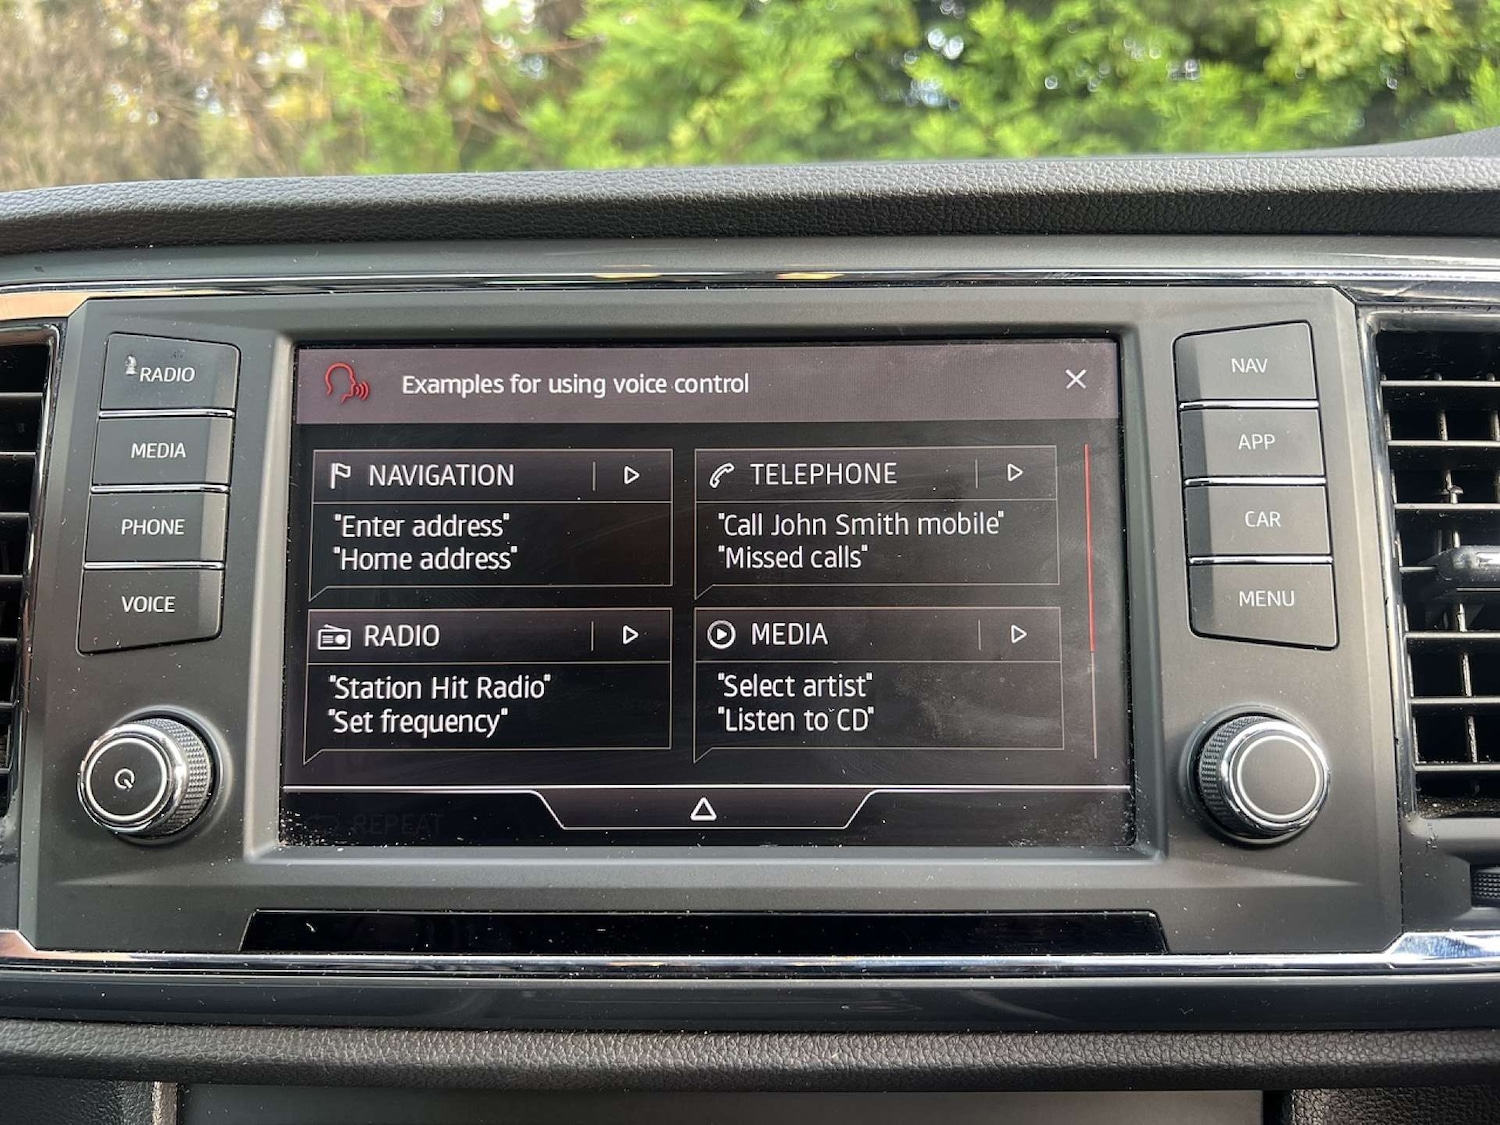 RADIO
MEDIA
PHONE
VOICE
Examples for using voice control
NAVIGATION
"Enter address"
"Home address"
TELEPHONE
"Call John Smith mobile"
"Missed calls"
RADIO
"Station Hit Radio"
"Set frequency"
MEDIA
"Select artist"
"Listen to CD"
REPEAT
NAV
APP
CAR
MENU